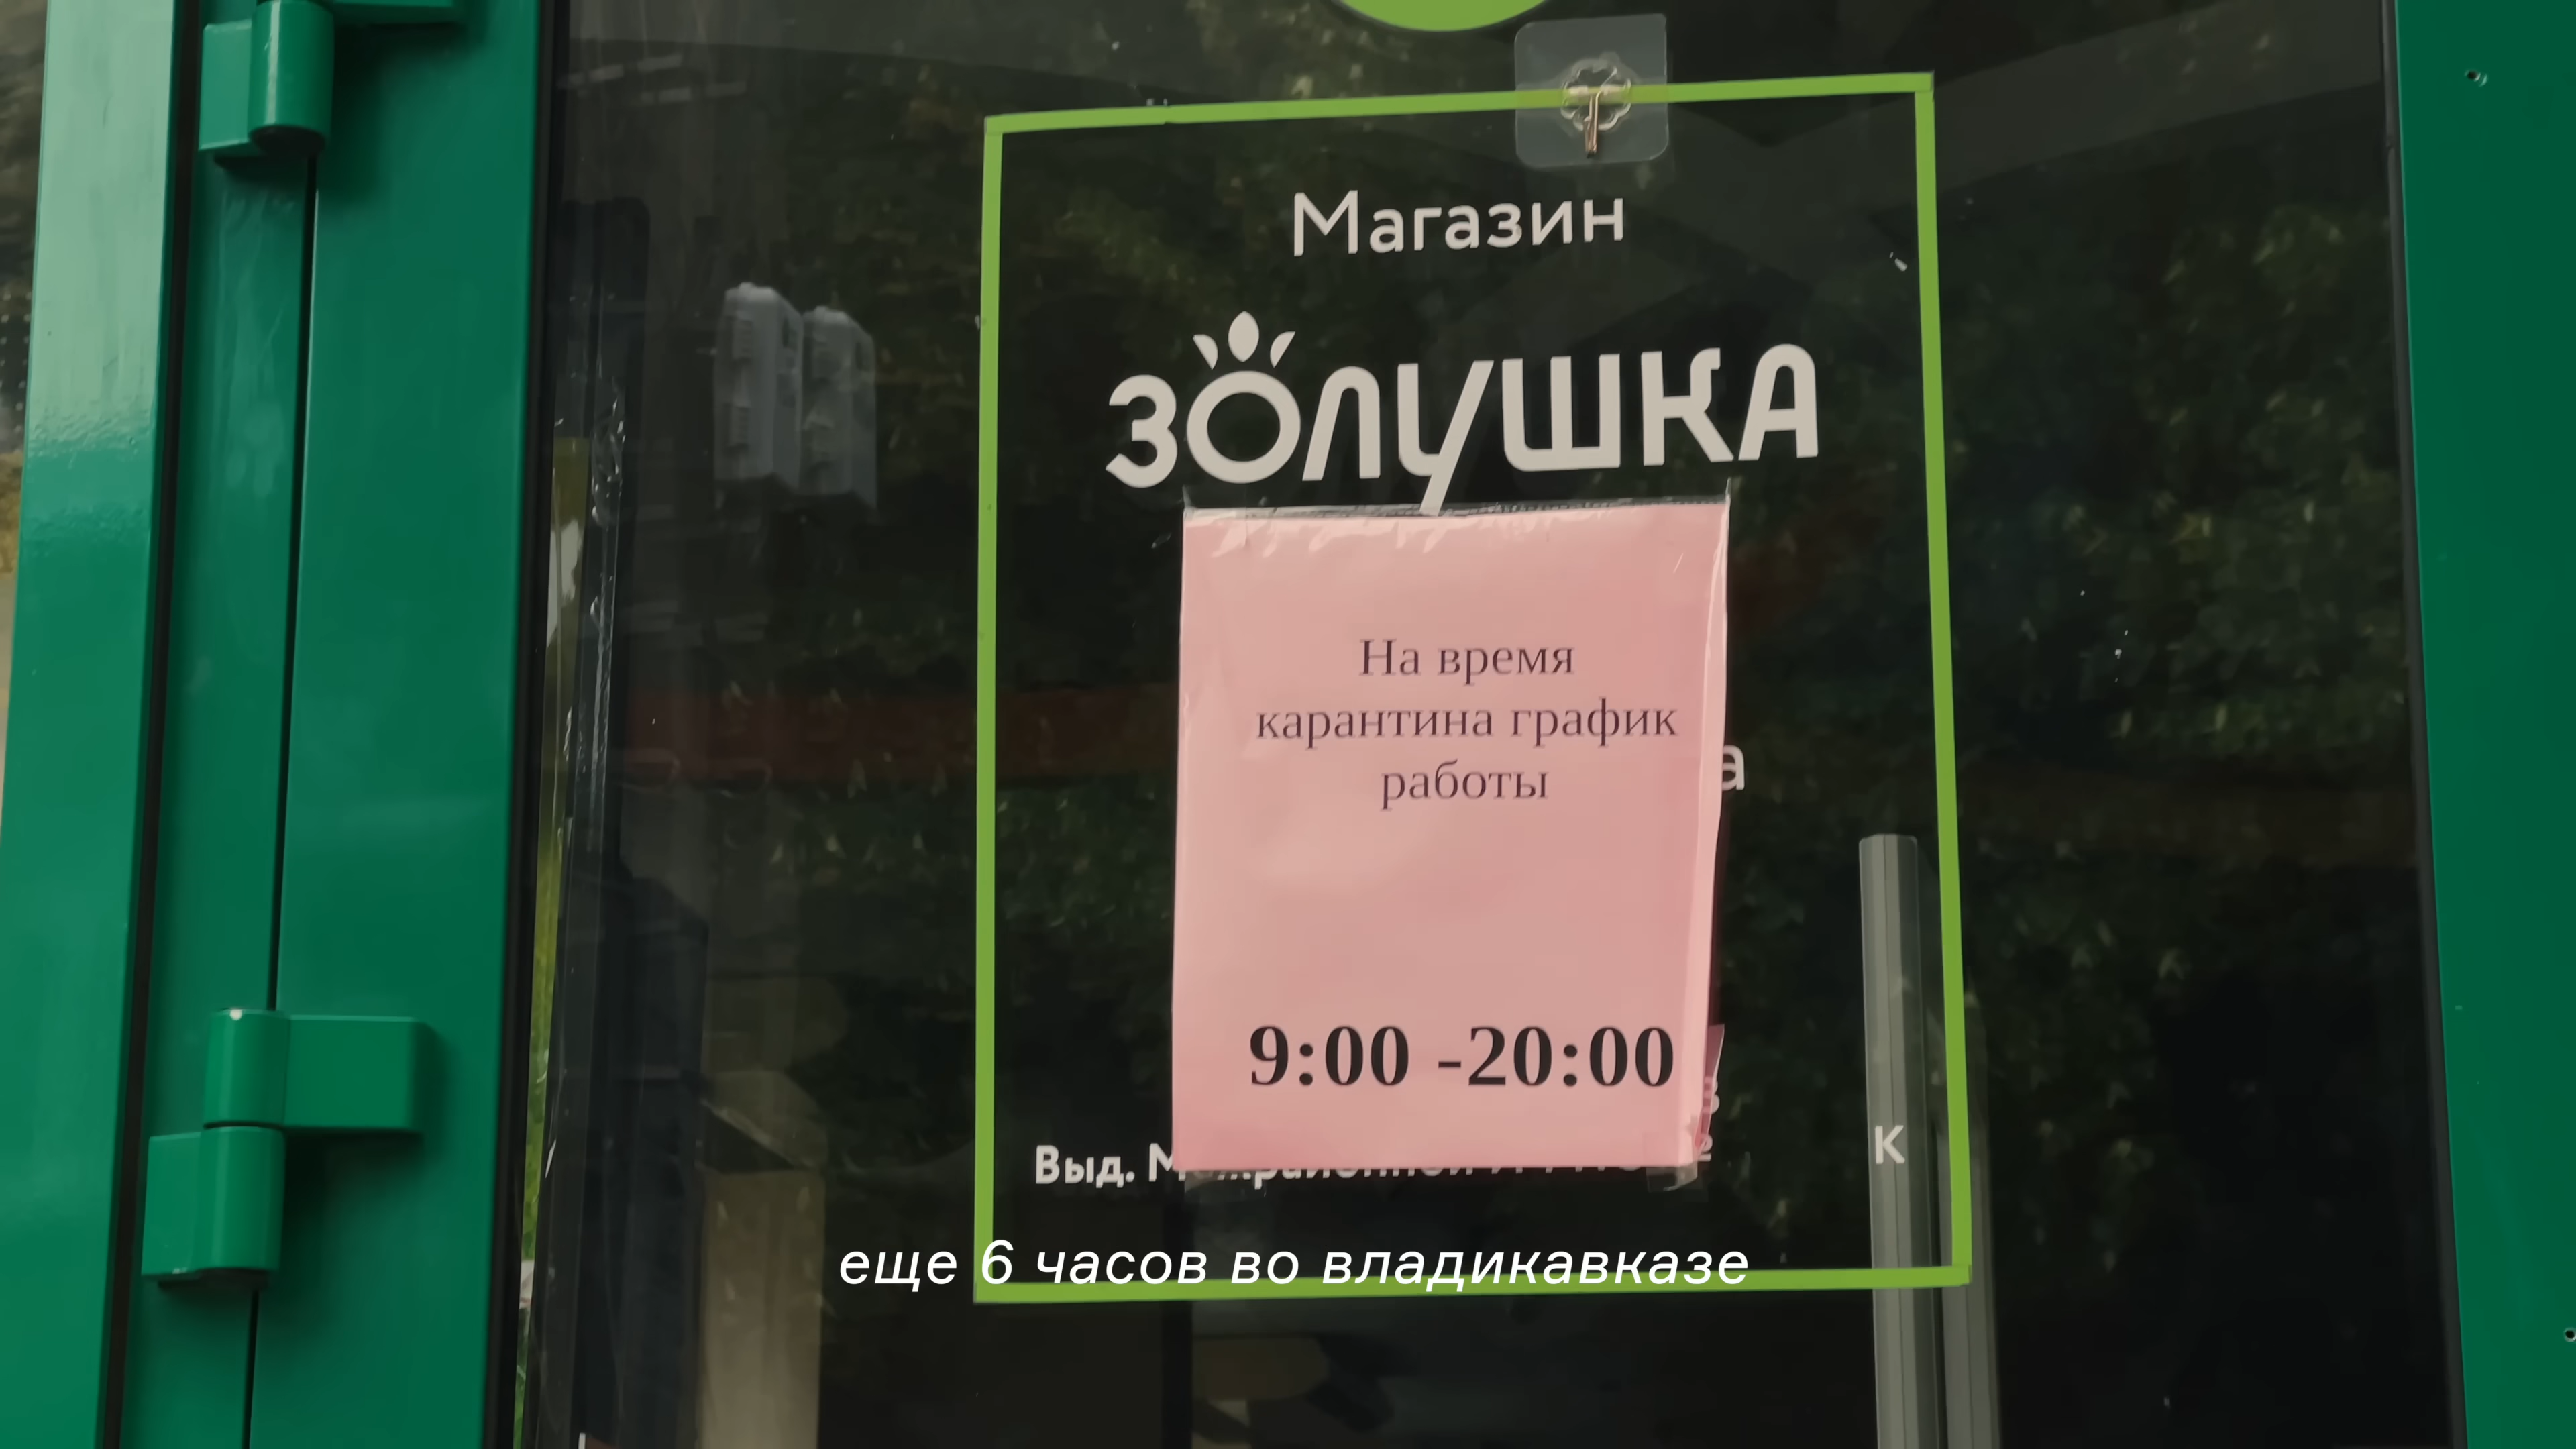 Магазин
ЗОЛУШКА
На время
карантина график
работы
а
9:00 -20:00
Выд.
К
еще 6 часов во владикавказе